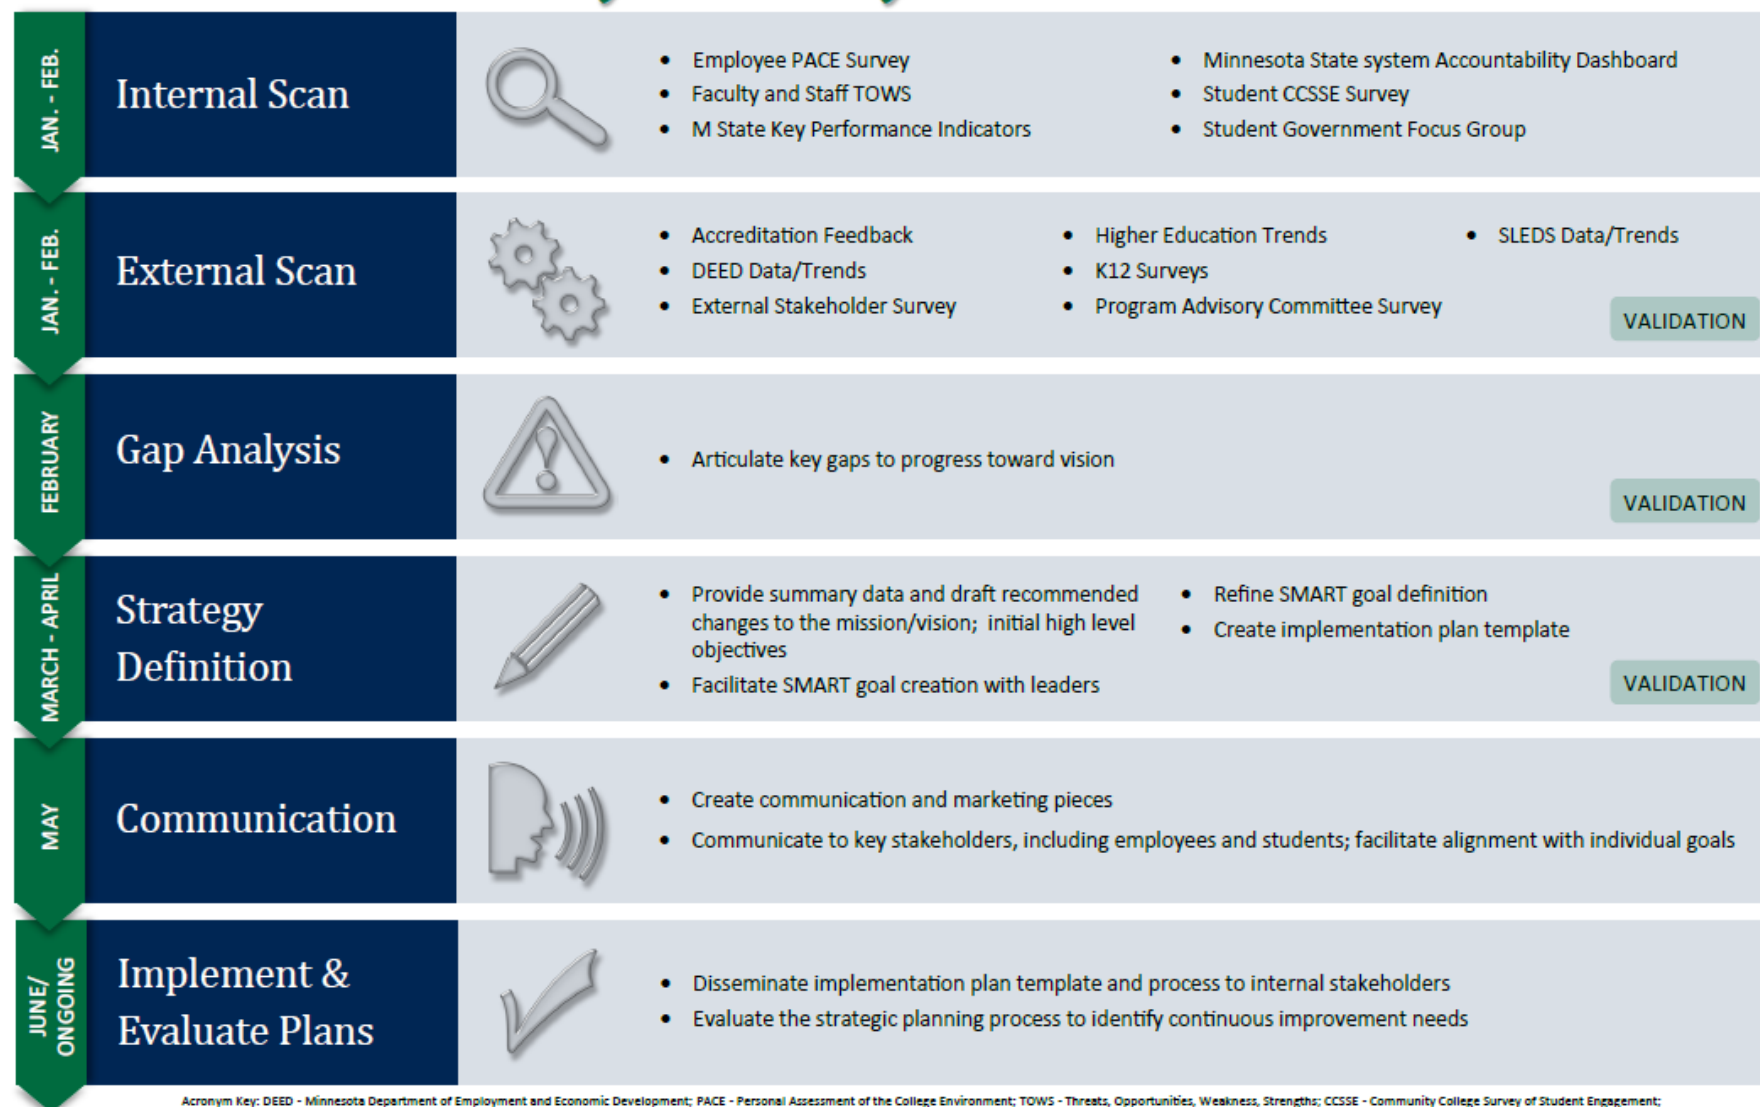 JAN. - FEB.
Internal Scan
• Employee PACE Survey
• Faculty and Staff TOWS
• M State Key Performance Indicators
• Minnesota State system Accountability Dashboard
• Student CCSSE Survey
• Student Government Focus Group
JAN. - FEB.
External Scan
• Accreditation Feedback
• DEED Data/Trends
• External Stakeholder Survey
• Higher Education Trends
• K12 Surveys
• Program Advisory Committee Survey
• SLEDS Data/Trends
VALIDATION
FEBRUARY
Gap Analysis
• Articulate key gaps to progress toward vision
VALIDATION
MARCH - APRIL
Strategy
Definition
• Provide summary data and draft recommended
changes to the mission/vision; initial high level
objectives
• Facilitate SMART goal creation with leaders
• Refine SMART goal definition
• Create implementation plan template
VALIDATION
MAY
Communication
• Create communication and marketing pieces
• Communicate to key stakeholders, including employees and students; facilitate alignment with individual goals
JUNE/
ONGOING
Implement &
Evaluate Plans
• Disseminate implementation plan template and process to internal stakeholders
• Evaluate the strategic planning process to identify continuous improvement needs
Acronym Key: DEED - Minnesota Department of Employment and Economic Development; PACE - Personal Assessment of the College Environment; TOWS - Threats, Opportunities, Weakness, Strengths; CCSSE - Community College Survey of Student Engagement;